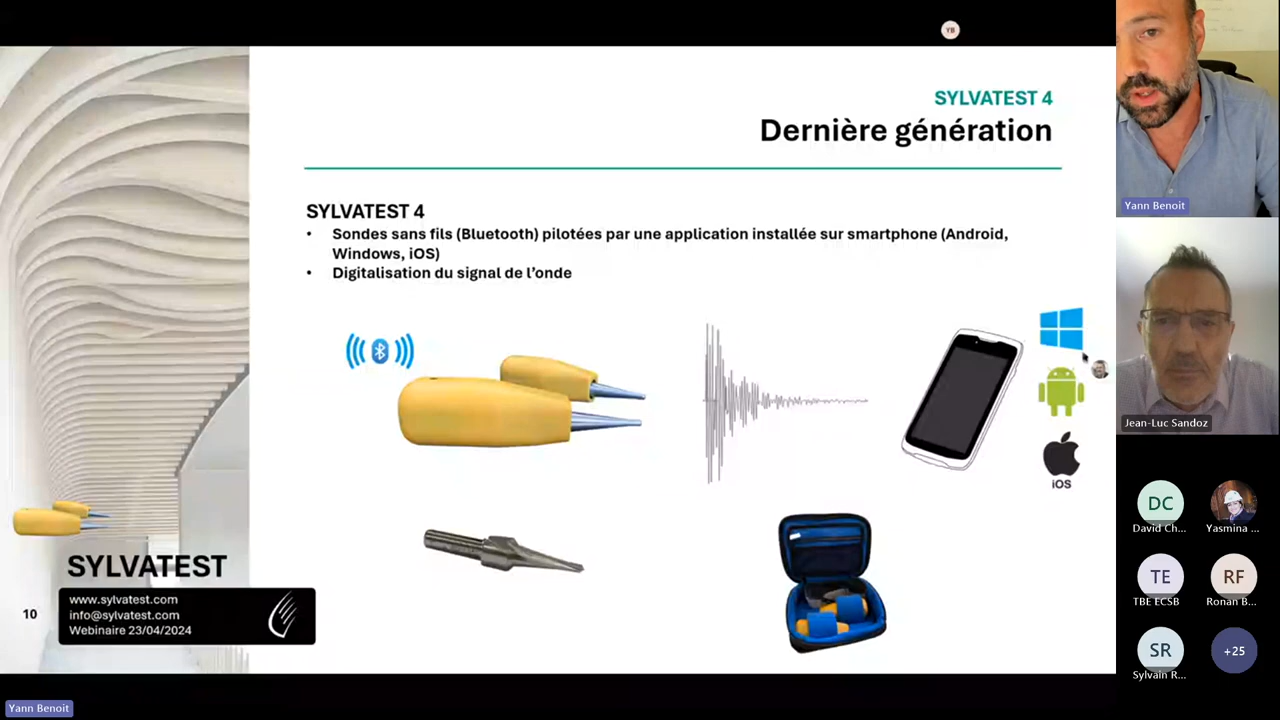 YB
SYLVATEST 4
Dernière génération
SYLVATEST 4
• Sondes sans fils (Bluetooth) pilotées par une application installée sur smartphone (Android,
Windows, iOS)
• Digitalisation du signal de l'onde
iOS
SYLVATEST
10
www.sylvatest.com
info@sylvatest.com
Webinaire 23/04/2024
Yann Benoit
Yann Benoit
Jean-Luc Sandoz
DC
David Ch...
Yasmina ...
TE
TBE ECSB
RF
Ronan B...
SR
Sylvain R...
+25